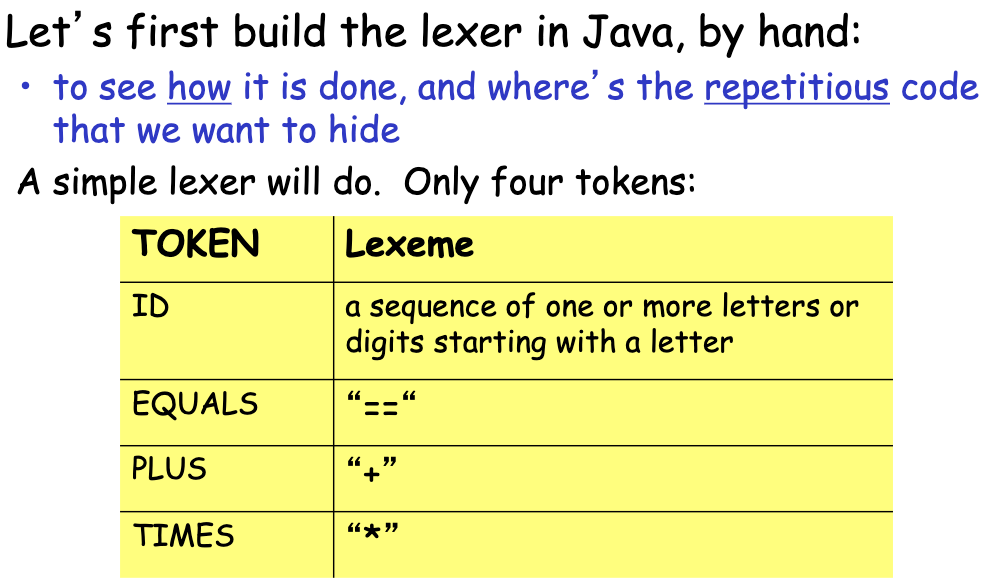 Let’s first build the lexer in Java, by hand:
• to see how it is done, and where’s the repetitious code
that we want to hide
A simple lexer will do. Only four tokens:
TOKEN Lexeme
ID a sequence of one or more letters or
digits starting with a letter
EQUALS “==“
PLUS “+”
TIMES “*”